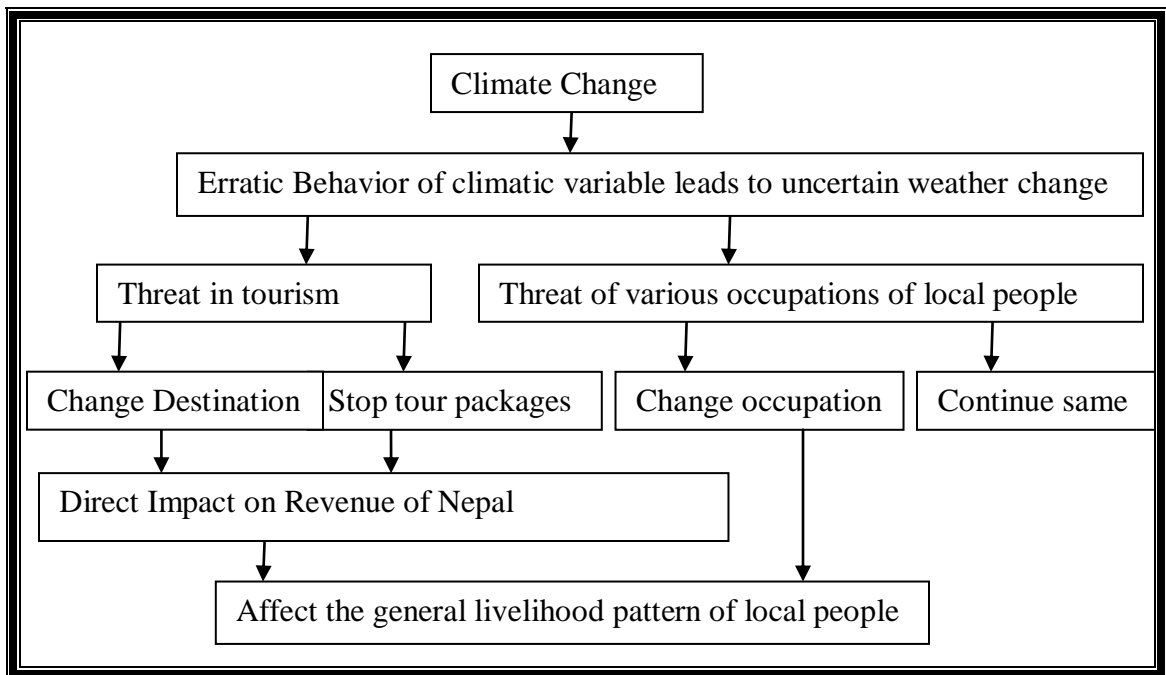 Climate Change
Erratic Behavior of climatic variable leads to uncertain weather change
Threat in tourism
Threat of various occupations of local people
Change Destination
Stop tour packages
Change occupation
Continue same
Direct Impact on Revenue of Nepal
Affect the general livelihood pattern of local people